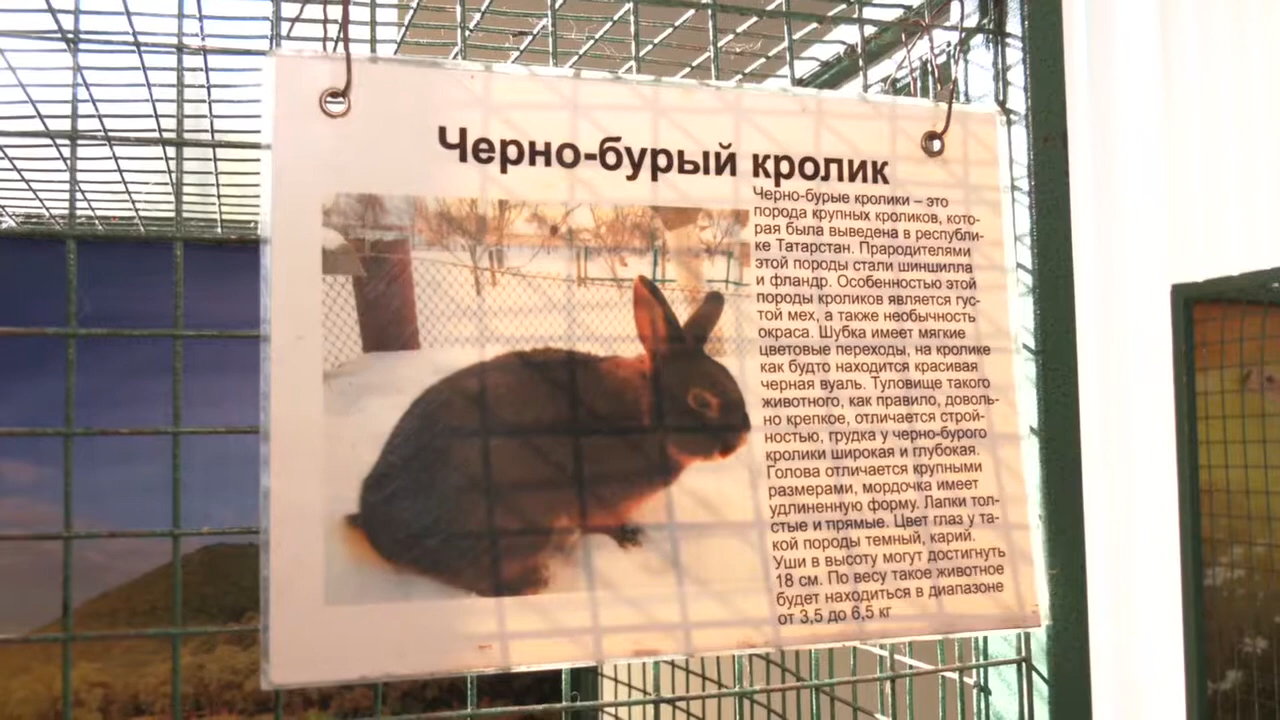 Черно-бурый кролик
Черно-бурые кролики – это
порода крупных кроликов, кото-
рая была выведена в республи-
ке Татарстан. Прародителями
этой породы стали шиншилла
и фландр. Особенностью этой
породы кроликов является гус-
той мех, а также необычность
окраса. Шубка имеет мягкие
цветовые переходы, на кролике
как будто находится красивая
черная вуаль. Туловище такого
животного, как правило, доволь-
но крепкое, отличается строй-
ностью, грудка у черно-бурого
кролики широкая и глубокая.
Голова отличается крупными
размерами, мордочка имеет
удлиненную форму. Лапки тол-
стые и прямые. Цвет глаз у та-
кой породы темный, карий.
Уши в высоту могут достигнуть
18 см. По весу такое животное
будет находиться в диапазоне
от 3,5 до 6,5 кг